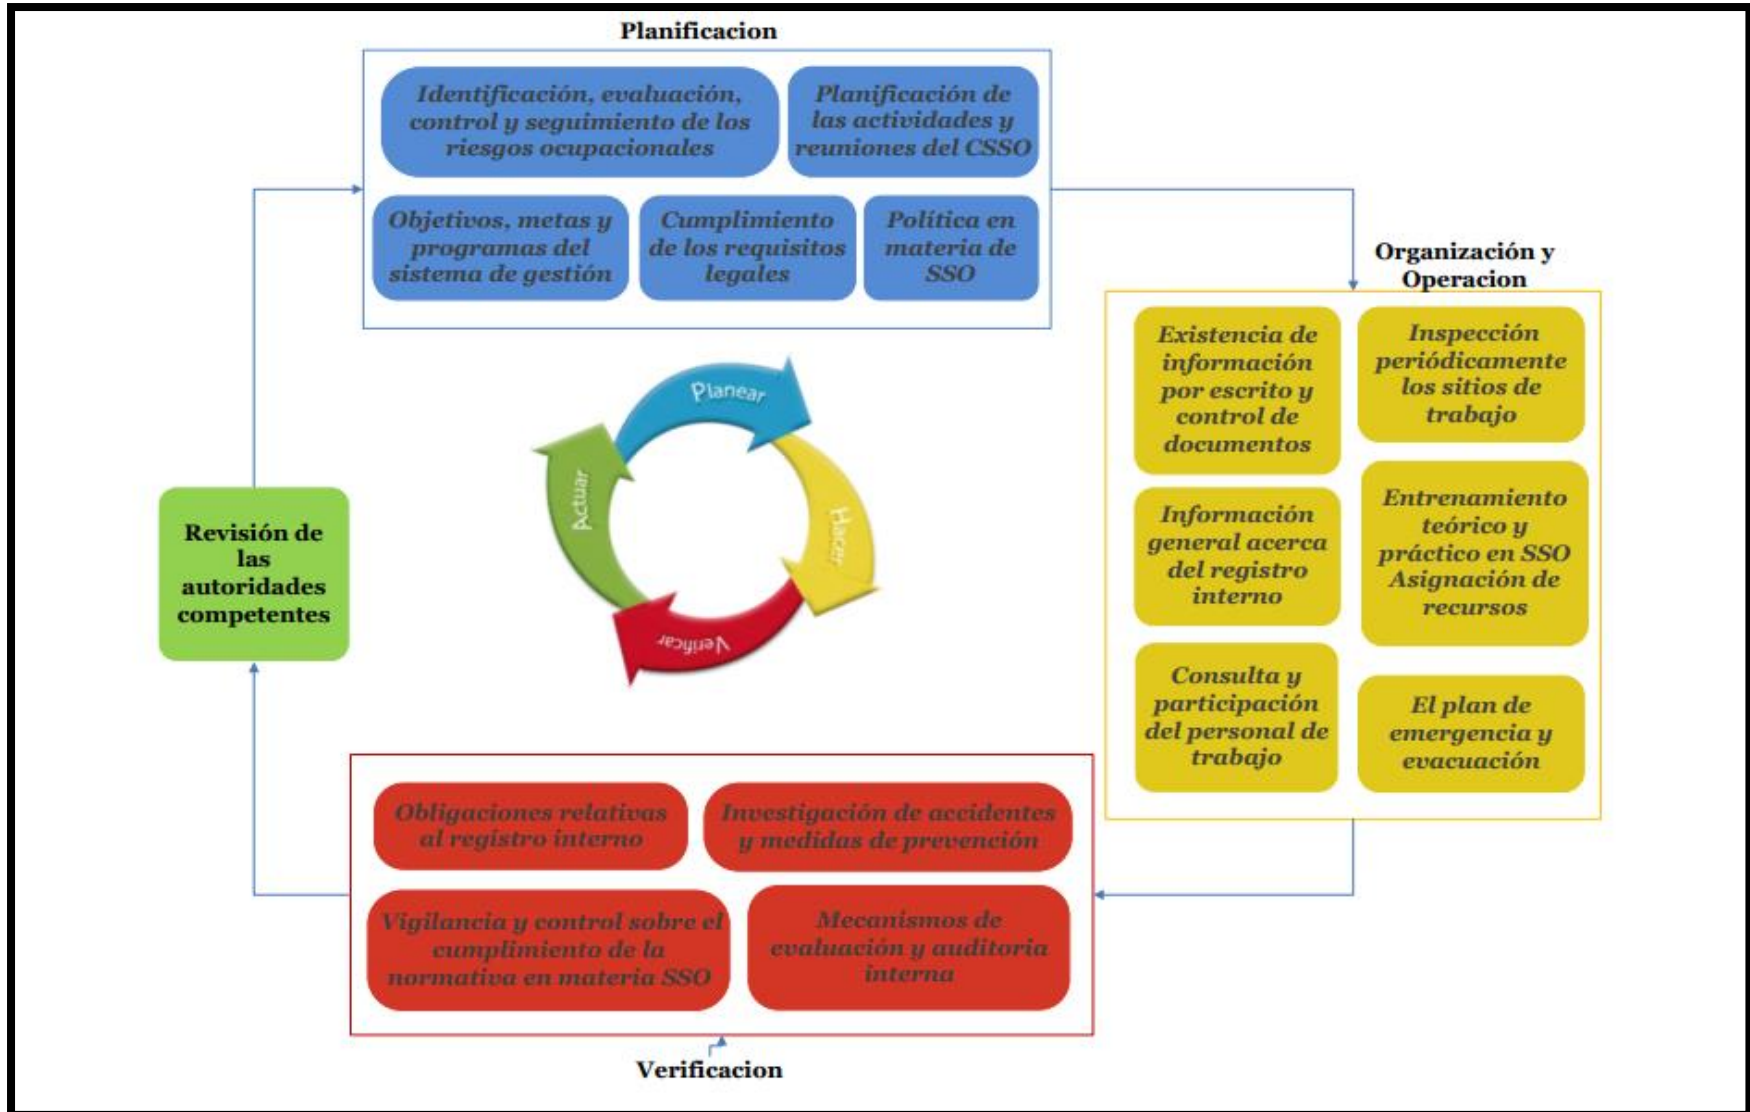 Planificacion
Identificación, evaluación,
control y seguimiento de los
riesgos ocupacionales
Planificación de
las actividades y
reuniones del CSSO
Objetivos, metas y
programas del
sistema de gestión
Cumplimiento
de los requisitos
legales
Política en
materia de
SSO
Organización y
Operacion
Existencia de
información
por escrito y
control de
documentos
Inspección
periódicamente
los sitios de
trabajo
Información
general acerca
del registro
interno
Entrenamiento
teórico y
práctico en SSO
Asignación de
recursos
Consulta y
participación
del personal de
trabajo
El plan de
emergencia y
evacuación
Planear
Hacer
Verificar
Actuar
Revisión de
las
autoridades
competentes
Obligaciones relativas
al registro interno
Investigación de accidentes
y medidas de prevención
Vigilancia y control sobre el
cumplimiento de la
normativa en materia SSO
Mecanismos de
evaluación y auditoria
interna
Verificacion